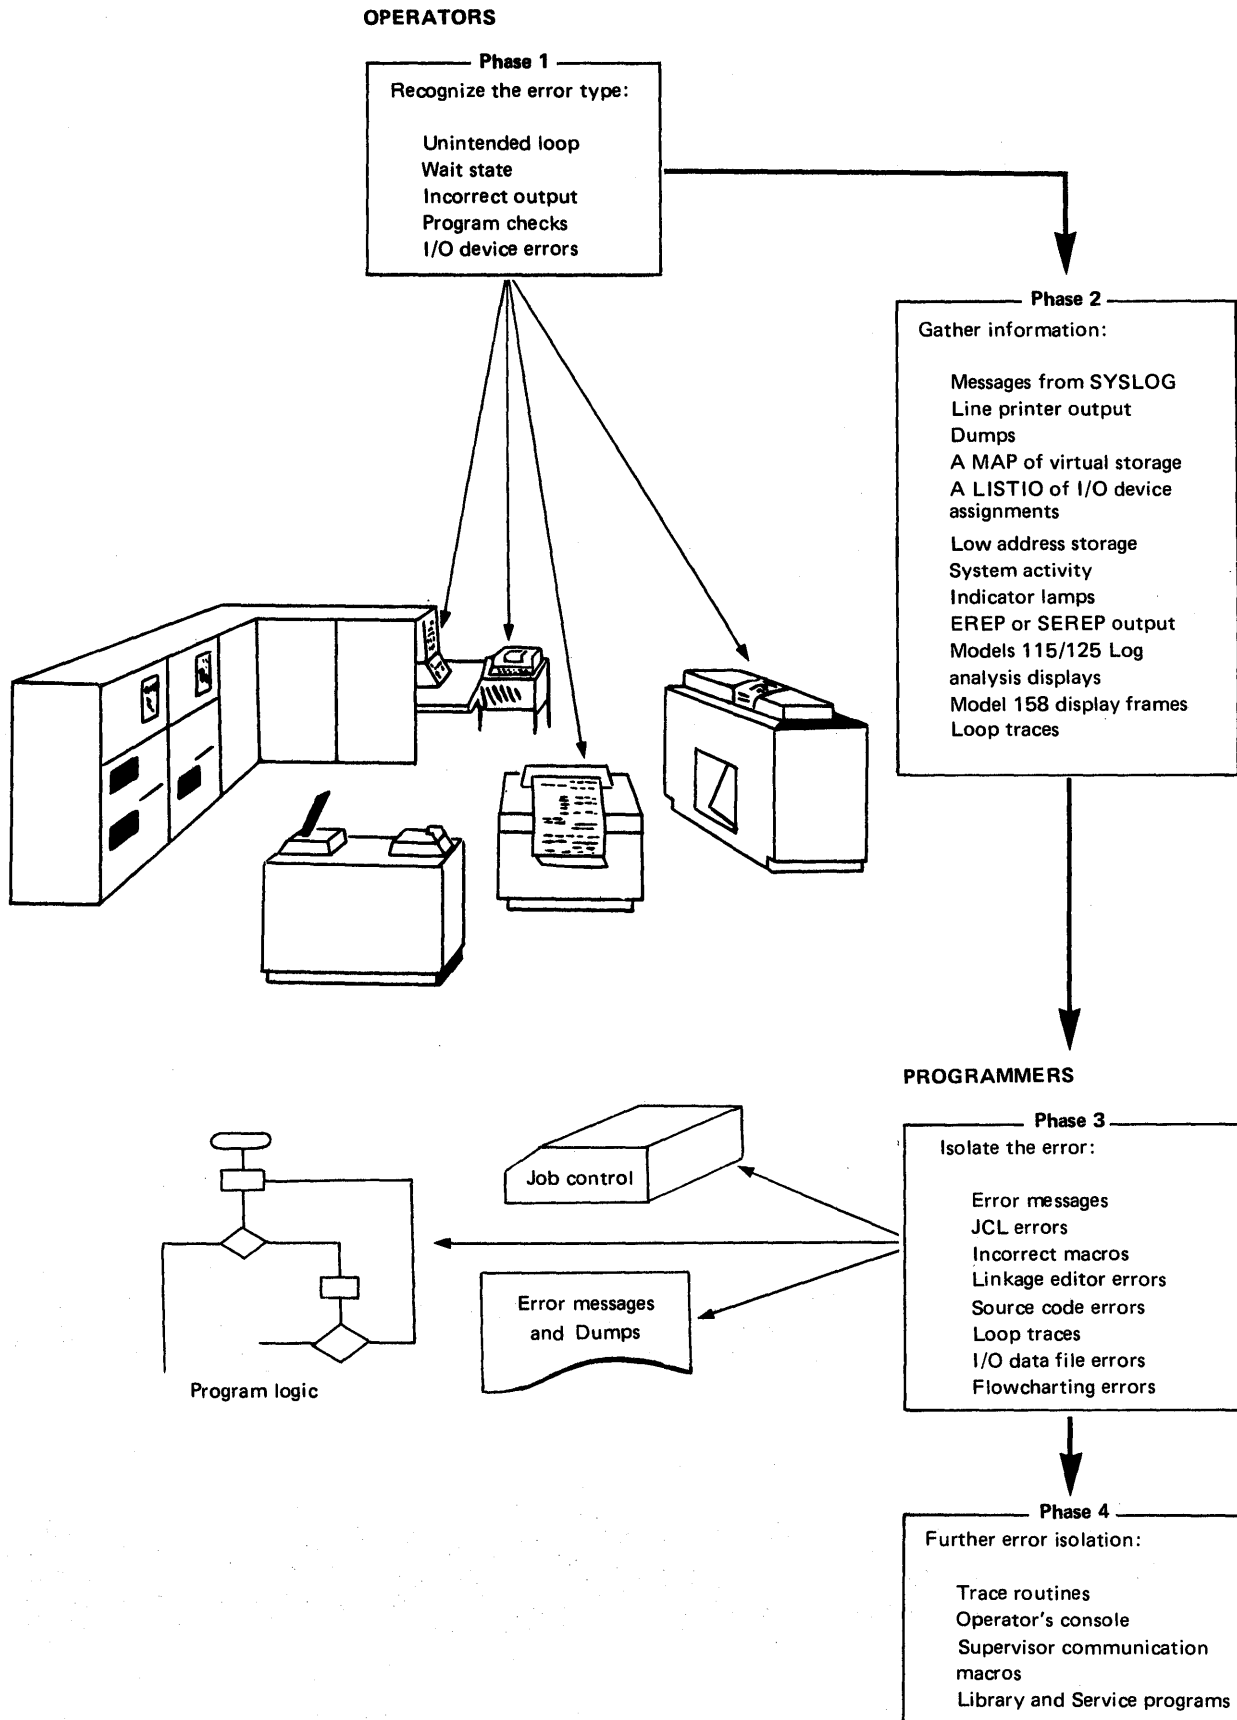 OPERATORS
Phase 1
Recognize the error type:
Unintended loop
Wait state
Incorrect output
Program checks
I/O device errors
Phase 2
Gather information:
Messages from SYSLOG
Line printer output
Dumps
A MAP of virtual storage
A LISTIO of I/O device
assignments
Low address storage
System activity
Indicator lamps
EREP or SEREP output
Models 115/125 Log
analysis displays
Model 158 display frames
Loop traces
PROGRAMMERS
Phase 3
Isolate the error:
Error messages
JCL errors
Incorrect macros
Linkage editor errors
Source code errors
Loop traces
I/O data file errors
Flowcharting errors
Job control
Error messages
and Dumps
Program logic
Phase 4
Further error isolation:
Trace routines
Operator's console
Supervisor communication
macros
Library and Service programs